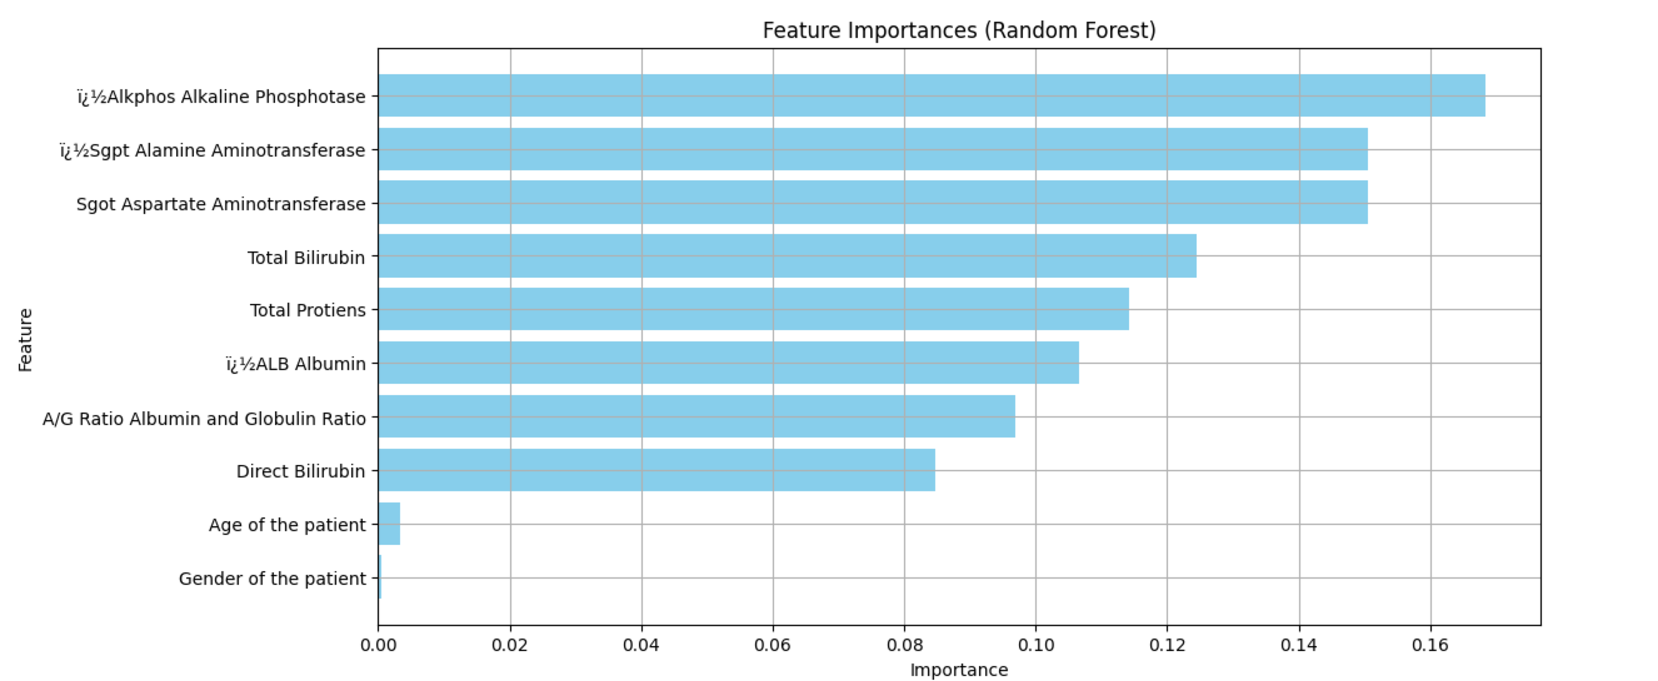 Feature Importances (Random Forest)
ï¿½Alkphos Alkaline Phosphotase
ï¿½Sgpt Alamine Aminotransferase
Sgot Aspartate Aminotransferase
Total Bilirubin
Total Protiens
ï¿½ALB Albumin
A/G Ratio Albumin and Globulin Ratio
Direct Bilirubin
Age of the patient
Gender of the patient
Feature
0.00 0.02 0.04 0.06 0.08 0.10 0.12 0.14 0.16
Importance